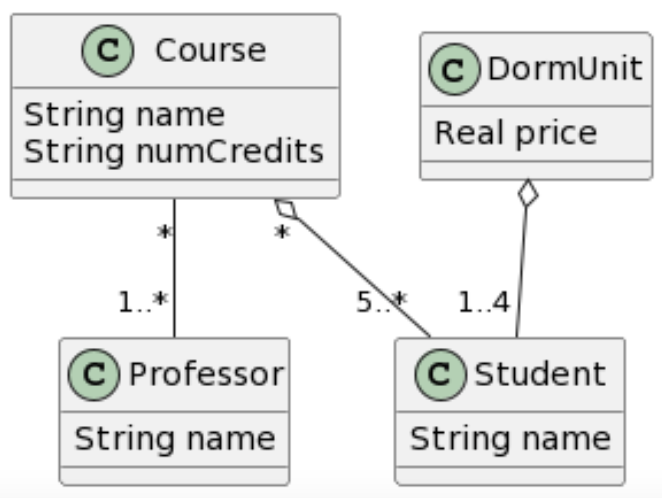 C Course
String name
String numCredits
C DormUnit
Real price
*
*
1..*
5..*
1..4
C Professor
String name
C Student
String name